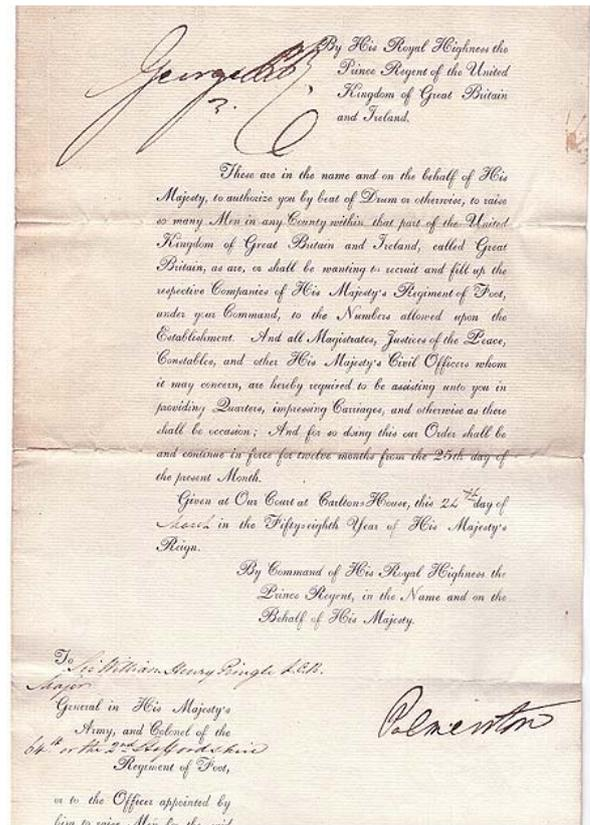 George P R
By His Royal Highness the
Prince Regent of the United
Kingdom of Great Britain
and Ireland,
These are in the name and on the behalf of His
Majesty, to authorize you by beat of Drum or otherwise, to raise
so many Men in any County within that part of the United
Kingdom of Great Britain and Ireland, called Great
Britain, as are, or shall be wanting to recruit and fill up the
respective Companies of His Majesty's Regiment of Foot,
under your Command, to the Numbers allowed upon the
Establishment. And all Magistrates, Justices of the Peace,
Constables, and other His Majesty's Civil Officers whom
it may concern, are hereby required to be assisting unto you in
providing Quarters, impressing Carriages, and otherwise as there
shall be occasion; And for so doing this our Order shall be
and continue in force for twelve months from the 25th day of
the present Month.
Given at Our Court at Carlton House, this 24th day of
March in the Fifty-eighth Year of His Majesty's
Reign.
By Command of His Royal Highness the
Prince Regent, in the Name and on the
Behalf of His Majesty.
To Sir William Henry Pringle K.C.B.
Major
General in His Majesty's
Army, and Colonel of the
64th or the 2nd Staffordshire
Regiment of Foot,
Palmerston
or to the Officer appointed by
him to raise Men for the said